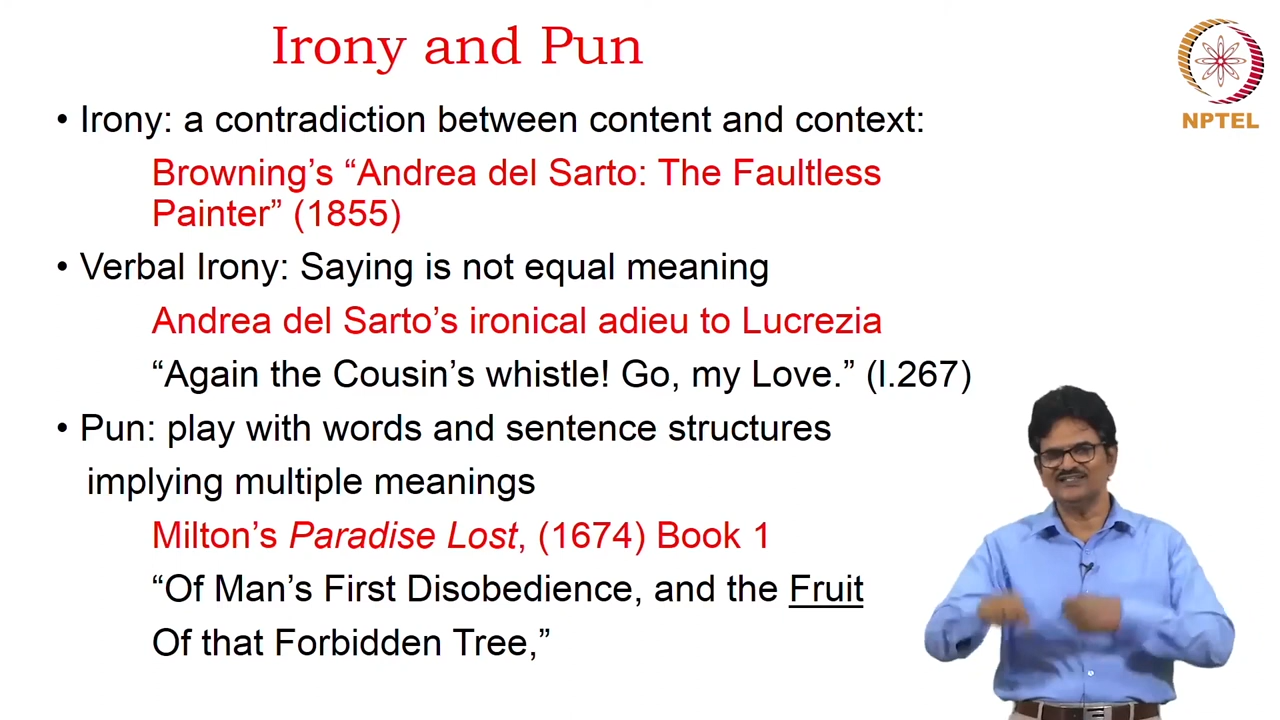 Irony and Pun
NPTEL
• Irony: a contradiction between content and context:
Browning’s “Andrea del Sarto: The Faultless
Painter” (1855)
• Verbal Irony: Saying is not equal meaning
Andrea del Sarto’s ironical adieu to Lucrezia
“Again the Cousin’s whistle! Go, my Love.” (l.267)
• Pun: play with words and sentence structures
implying multiple meanings
Milton’s Paradise Lost, (1674) Book 1
“Of Man’s First Disobedience, and the Fruit
Of that Forbidden Tree,”